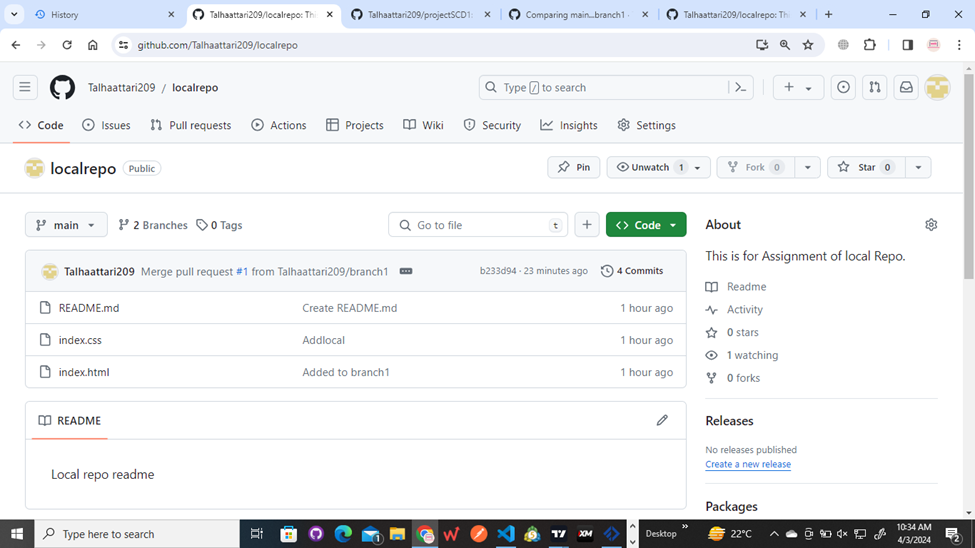 History
Talhaattari209/localrepo: Th
Talhaattari209/projectSCD1
Comparing main...branch1
Talhaattari209/localrepo: Th
github.com/Talhaattari209/localrepo
Talhaattari209 / localrepo
Type / to search
Code Issues Pull requests Actions Projects Wiki Security Insights Settings
localrepo Public
Pin Unwatch 1 Fork 0 Star 0
main 2 Branches 0 Tags
Go to file t
Code
Talhaattari209 Merge pull request #1 from Talhaattari209/branch1
b233d94 · 23 minutes ago 4 Commits
README.md Create README.md 1 hour ago
index.css Addlocal 1 hour ago
index.html Added to branch1 1 hour ago
README
Local repo readme
About
This is for Assignment of local Repo.
Readme
Activity
0 stars
1 watching
0 forks
Releases
No releases published
Create a new release
Packages
Type here to search
1
Desktop
22°C
10:34 AM
4/3/2024
2